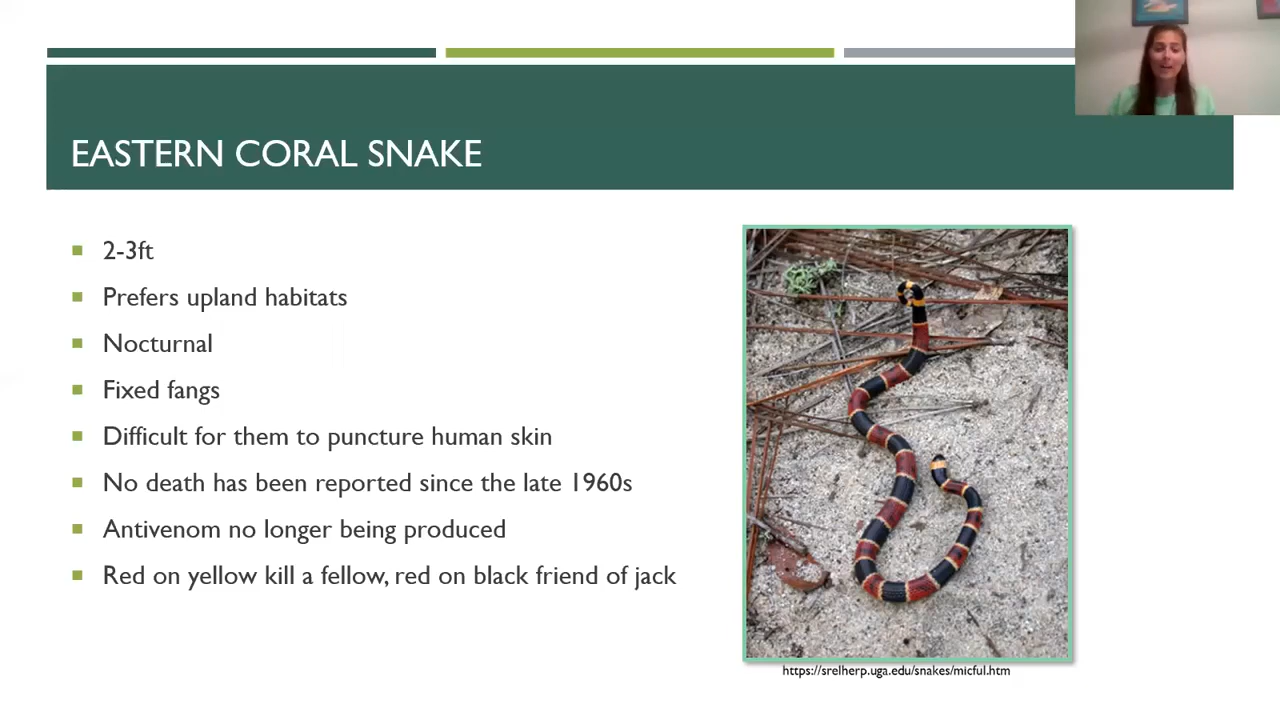 EASTERN CORAL SNAKE
2-3ft
Prefers upland habitats
Nocturnal
Fixed fangs
Difficult for them to puncture human skin
No death has been reported since the late 1960s
Antivenom no longer being produced
Red on yellow kill a fellow, red on black friend of jack
https://srelherp.uga.edu/snakes/micful.htm